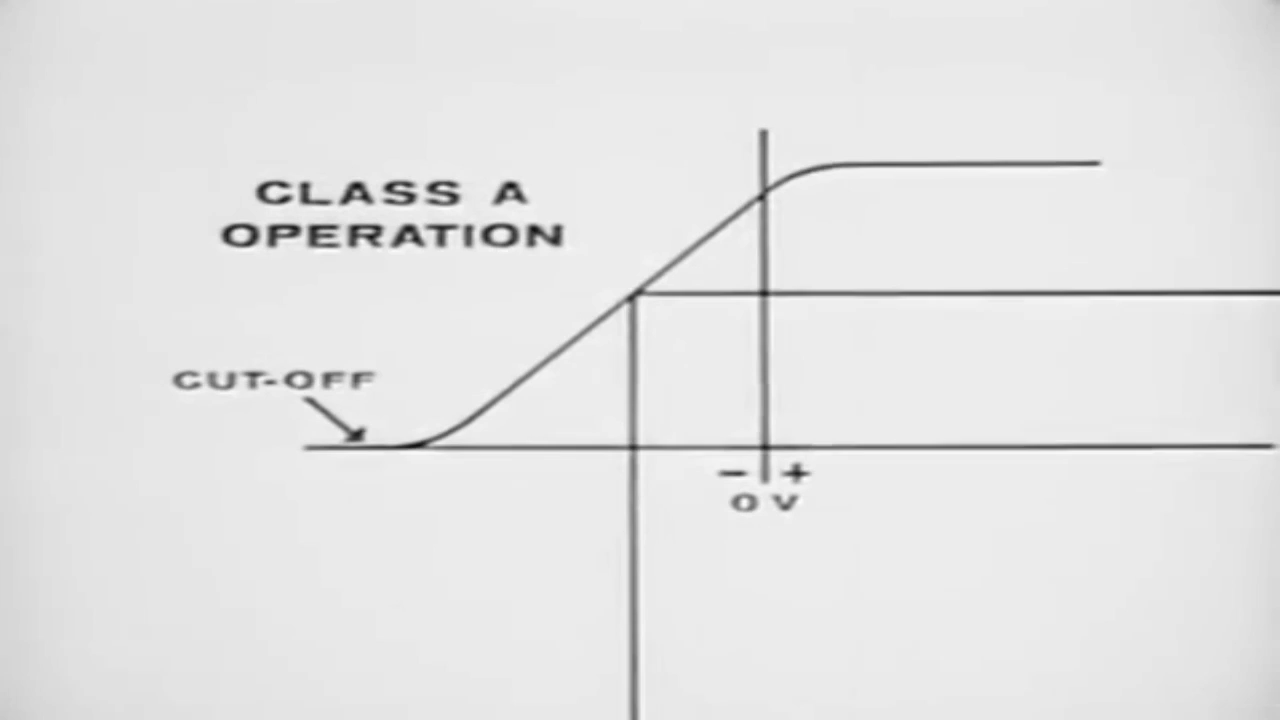 CLASS A
OPERATION
CUT-OFF
- +
0 V